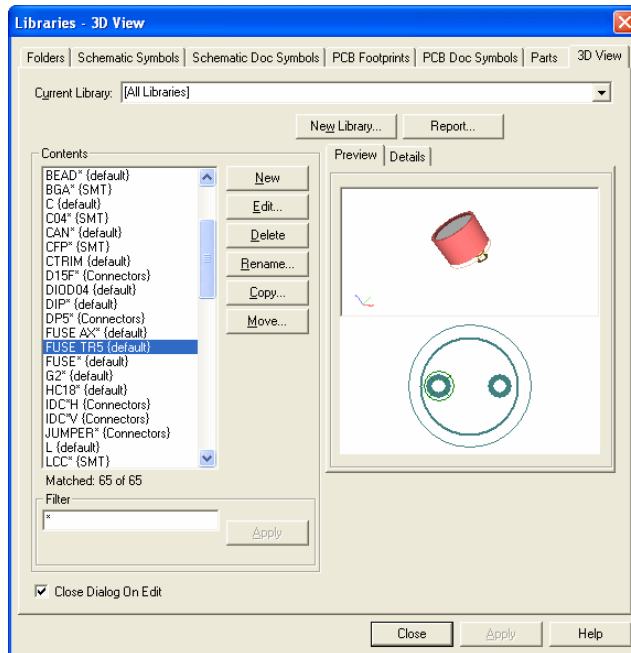 Libraries - 3D View
Folders
Schematic Symbols
Schematic Doc Symbols
PCB Footprints
PCB Doc Symbols
Parts
3D View
Current Library:
[All Libraries]
New Library...
Report...
Contents
BEAD* {default}
BGA* {SMT}
C {default}
C04* {SMT}
CAN* {default}
CFP* {SMT}
CTRIM {default}
D15F* {Connectors}
DIOD04 {default}
DIP* {default}
DP5* {Connectors}
FUSE AX* {default}
FUSE TR5 {default}
FUSE* {default}
G2* {default}
HC18* {default}
IDC*H {Connectors}
IDC*V {Connectors}
JUMPER* {Connectors}
L {default}
LCC* {SMT}
New
Edit...
Delete
Rename...
Copy...
Move...
Preview
Details
Matched: 65 of 65
Filter
*
Apply
Close Dialog On Edit
Close
Apply
Help